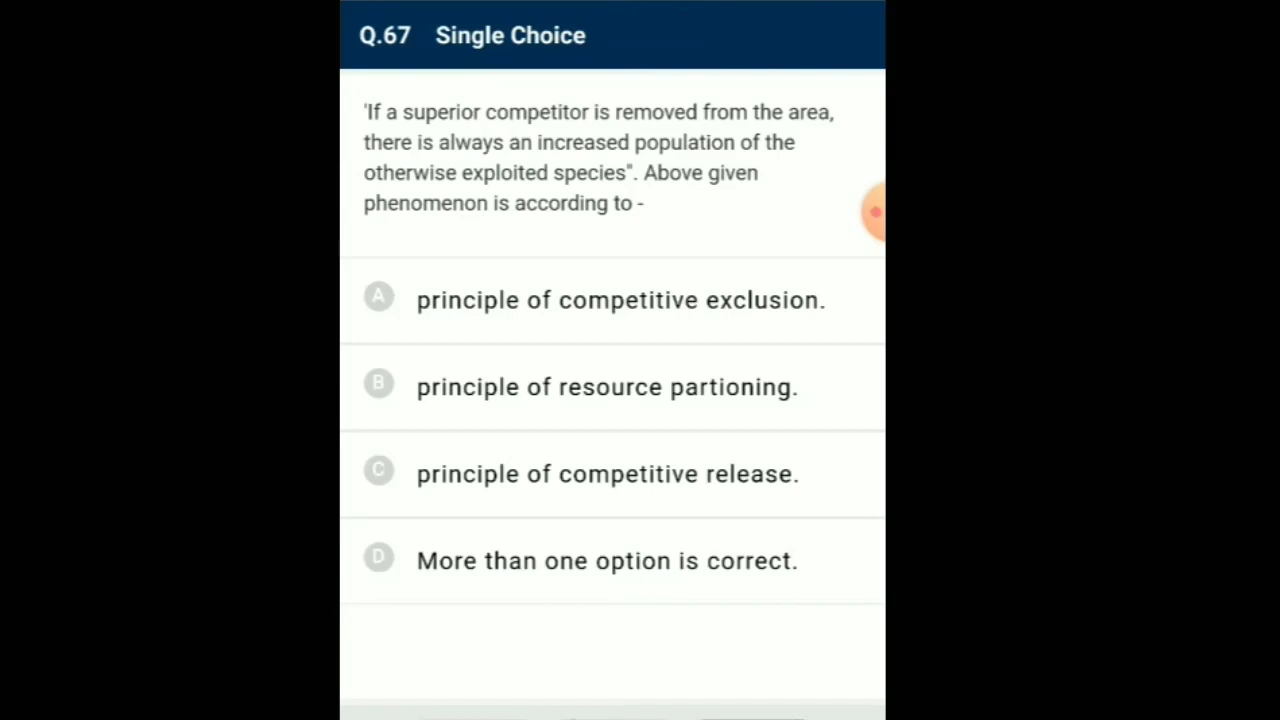 Q.67 Single Choice
'If a superior competitor is removed from the area,
there is always an increased population of the
otherwise exploited species". Above given
phenomenon is according to -
A principle of competitive exclusion.
B principle of resource partioning.
C principle of competitive release.
D More than one option is correct.